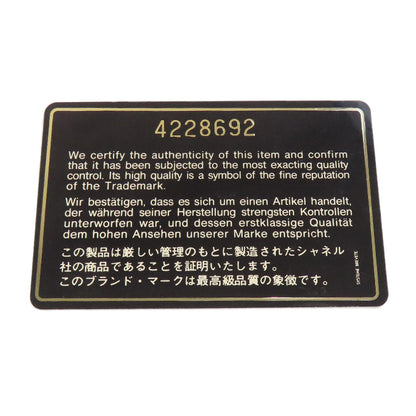 4228692
We certify the authenticity of this item and confirm
that it has been subjected to the most exacting quality
control. Its high quality is a symbol of the fine reputation
of the Trademark.
Wir bestätigen, dass es sich um einen Artikel handelt,
der während seiner Herstellung strengsten Kontrollen
unterworfen war, und dessen erstklassige Qualität
dem hohen Ansehen unserer Marke entspricht.
この製品は厳しい管理のもとに製造されたシャネル
社の商品であることを証明いたします。
このブランド・マークは最高級品質の象徴です。